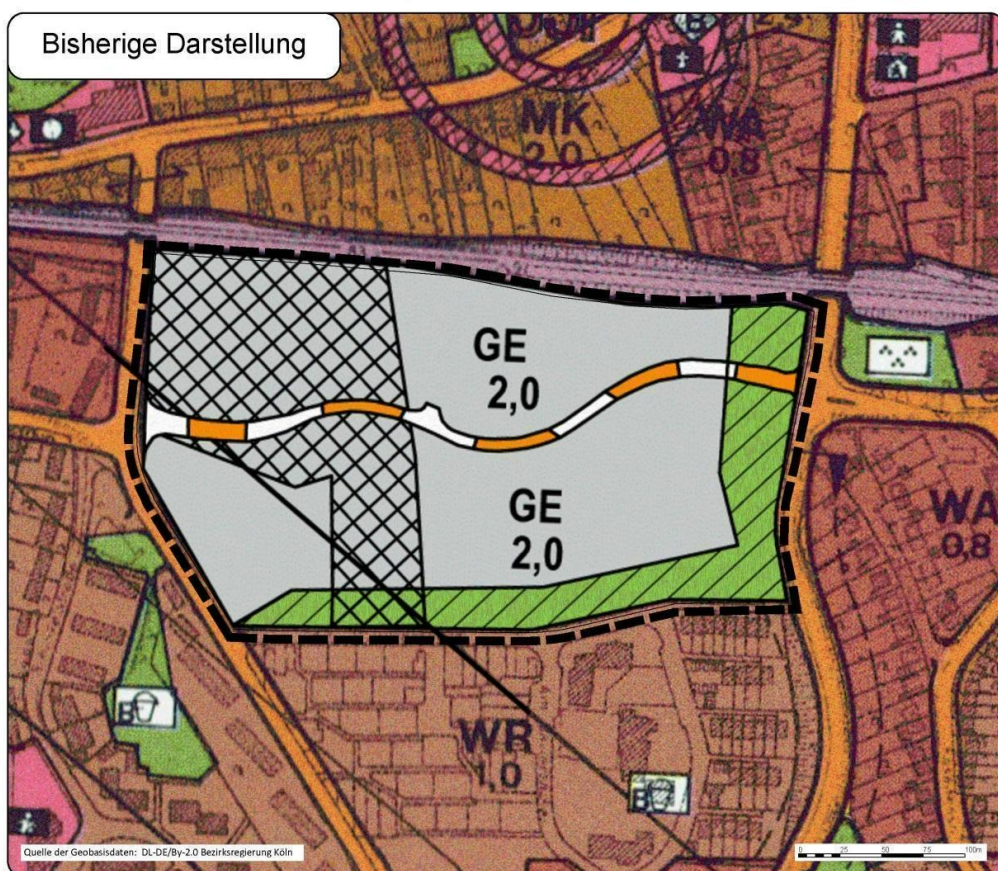 Bisherige Darstellung
MK
2,0
WA
0,8
GE
2,0
GE
2,0
WA
0,8
WR
1,0
B
B
Quelle der Geobasisdaten: DL-DE/By-2.0 Bezirksregierung Köln
0 25 50 75 100m